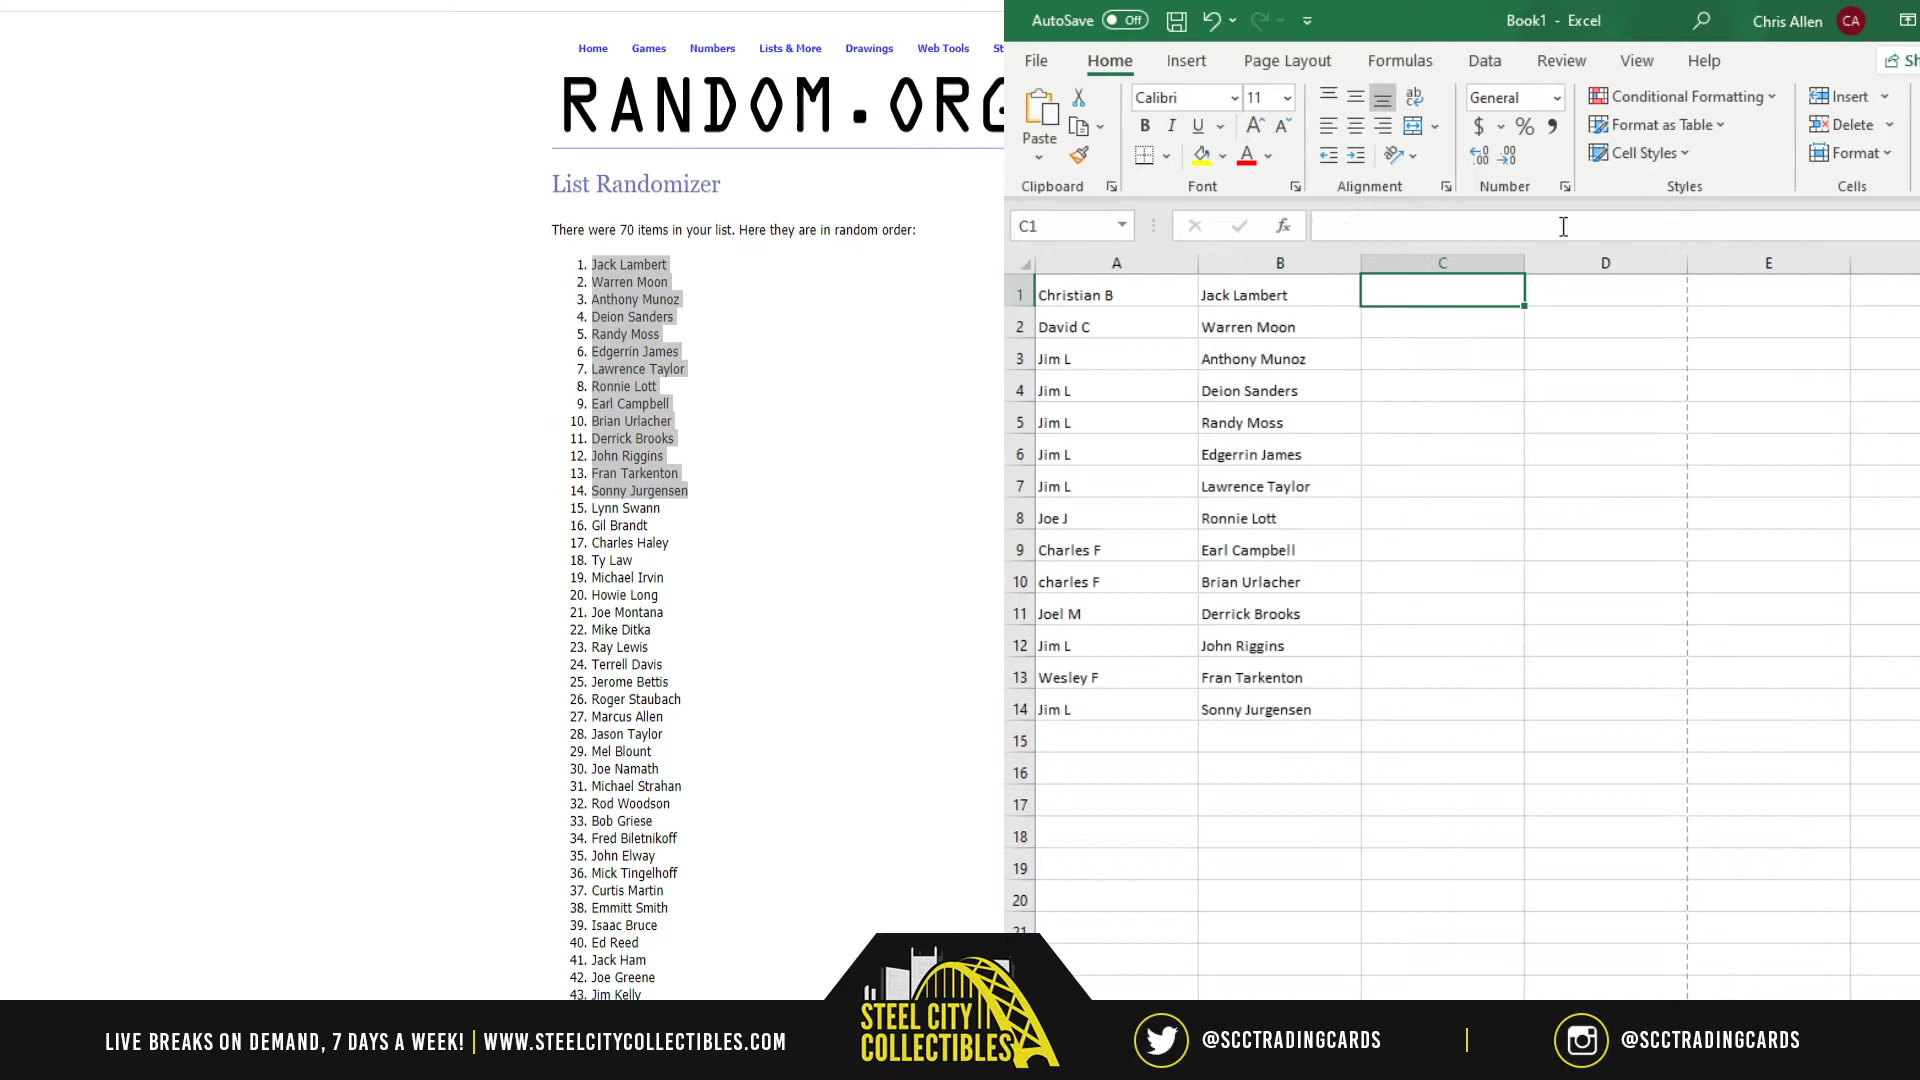 Home Games Numbers Lists & More Drawings Web Tools St
RANDOM.ORG
List Randomizer
There were 70 items in your list. Here they are in random order:
1. Jack Lambert
2. Warren Moon
3. Anthony Munoz
4. Deion Sanders
5. Randy Moss
6. Edgerrin James
7. Lawrence Taylor
8. Ronnie Lott
9. Earl Campbell
10. Brian Urlacher
11. Derrick Brooks
12. John Riggins
13. Fran Tarkenton
14. Sonny Jurgensen
15. Lynn Swann
16. Gil Brandt
17. Charles Haley
18. Ty Law
19. Michael Irvin
20. Howie Long
21. Joe Montana
22. Mike Ditka
23. Ray Lewis
24. Terrell Davis
25. Jerome Bettis
26. Roger Staubach
27. Marcus Allen
28. Jason Taylor
29. Mel Blount
30. Joe Namath
31. Michael Strahan
32. Rod Woodson
33. Bob Griese
34. Fred Biletnikoff
35. John Elway
36. Mick Tingelhoff
37. Curtis Martin
38. Emmitt Smith
39. Isaac Bruce
40. Ed Reed
41. Jack Ham
42. Joe Greene
43. Jim Kelly
AutoSave Off Book1 - Excel Chris Allen CA
File Home Insert Page Layout Formulas Data Review View Help Sh
Paste Calibri 11 General Conditional Formatting Insert
B I U A A $ % Format as Table Delete
A Cell Styles Format
Clipboard Font Alignment Number Styles Cells
C1 fx
A B C D E
1 Christian B Jack Lambert
2 David C Warren Moon
3 Jim L Anthony Munoz
4 Jim L Deion Sanders
5 Jim L Randy Moss
6 Jim L Edgerrin James
7 Jim L Lawrence Taylor
8 Joe J Ronnie Lott
9 Charles F Earl Campbell
10 charles F Brian Urlacher
11 Joel M Derrick Brooks
12 Jim L John Riggins
13 Wesley F Fran Tarkenton
14 Jim L Sonny Jurgensen
15
16
17
18
19
20
21
LIVE BREAKS ON DEMAND, 7 DAYS A WEEK! | WWW.STEELCITYCOLLECTIBLES.COM
STEEL CITY
COLLECTIBLES
@SCCTRADINGCARDS | @SCCTRADINGCARDS